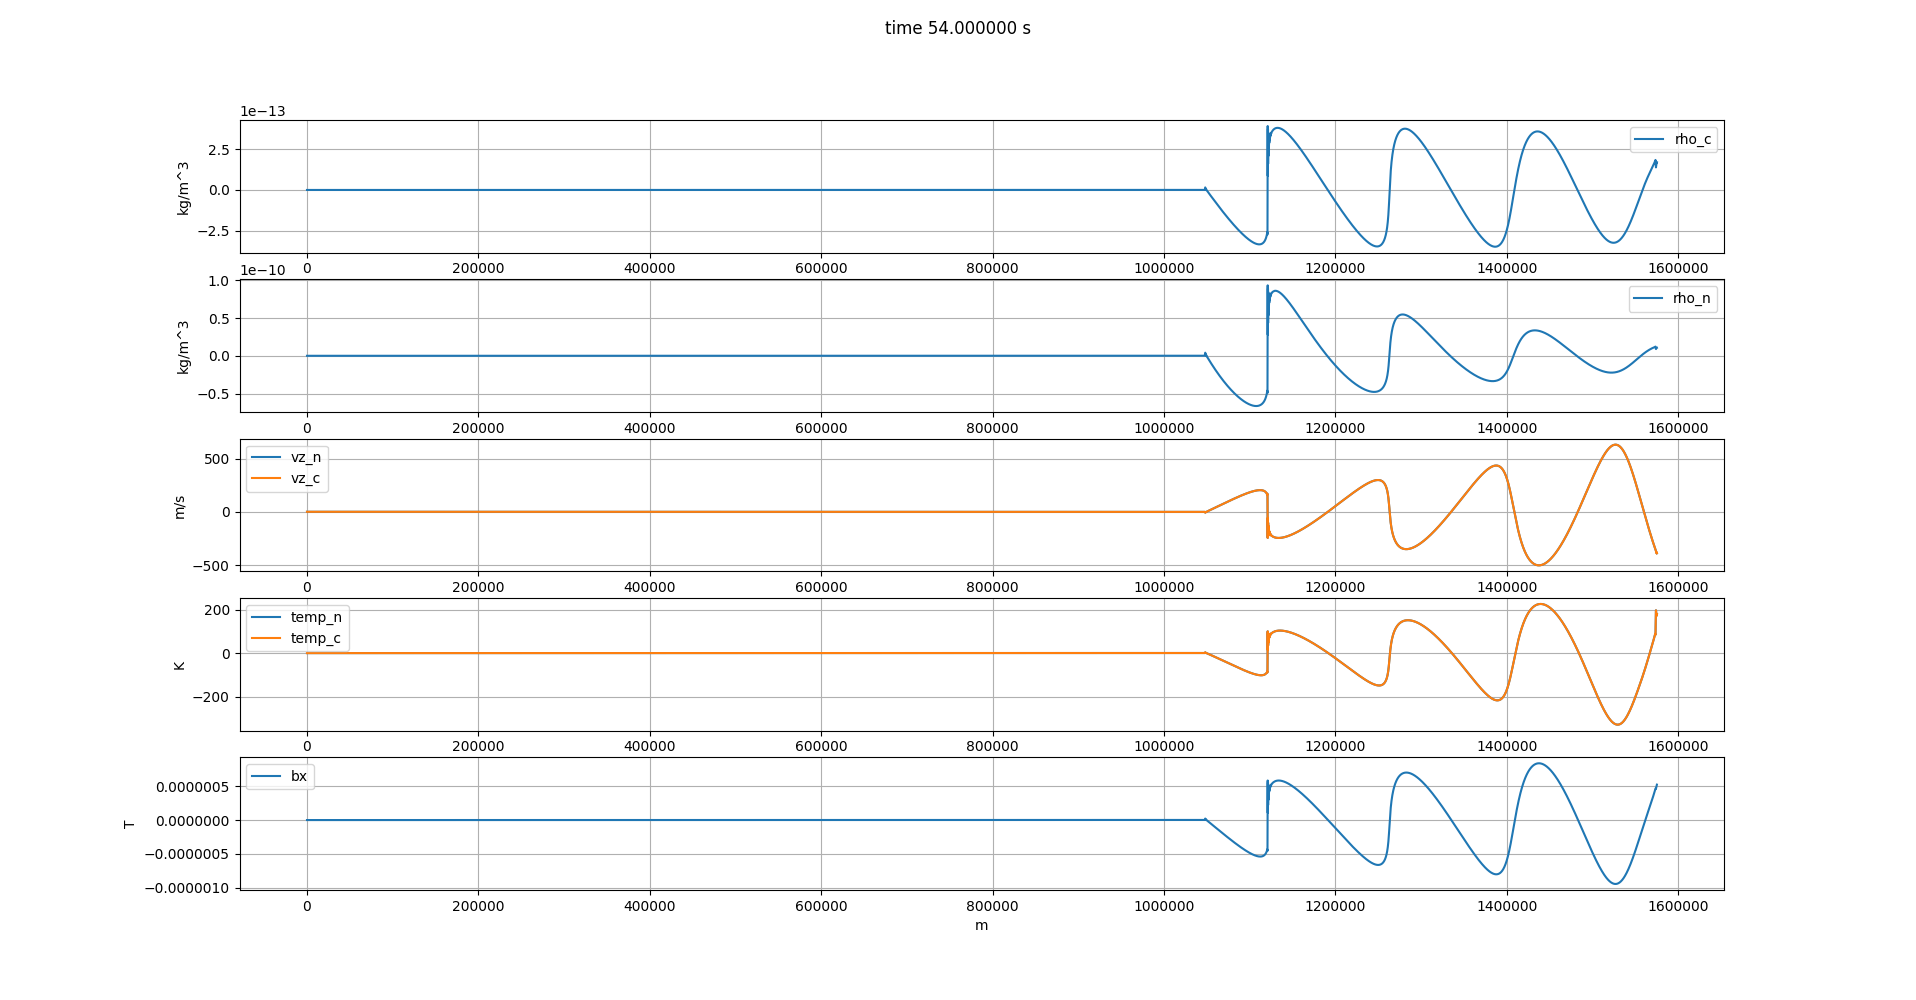 time 54.000000 s
1e−13
2.5
0.0
−2.5
kg/m^3
rho_c
0 200000 400000 600000 800000 1000000 1200000 1400000 1600000
1e−10
1.0
0.5
0.0
−0.5
kg/m^3
rho_n
0 200000 400000 600000 800000 1000000 1200000 1400000 1600000
500
0
−500
m/s
vz_n
vz_c
0 200000 400000 600000 800000 1000000 1200000 1400000 1600000
200
0
−200
K
temp_n
temp_c
0 200000 400000 600000 800000 1000000 1200000 1400000 1600000
0.0000005
0.0000000
−0.0000005
−0.0000010
T
bx
0 200000 400000 600000 800000 1000000 1200000 1400000 1600000
m